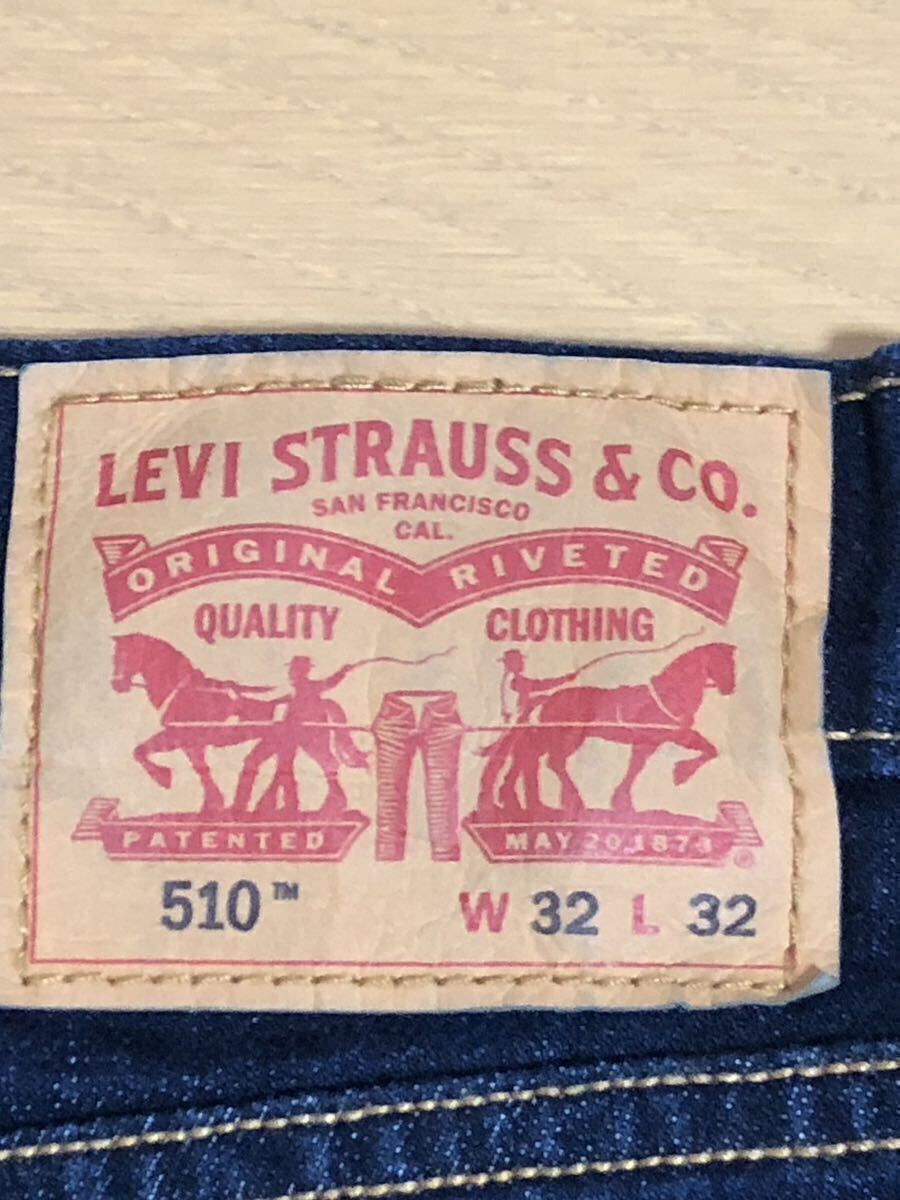 LEVI STRAUSS & CO.
SAN FRANCISCO
CAL.
ORIGINAL RIVETED
QUALITY CLOTHING
PATENTED MAY 20 1873 ®
510™ W 32 L 32